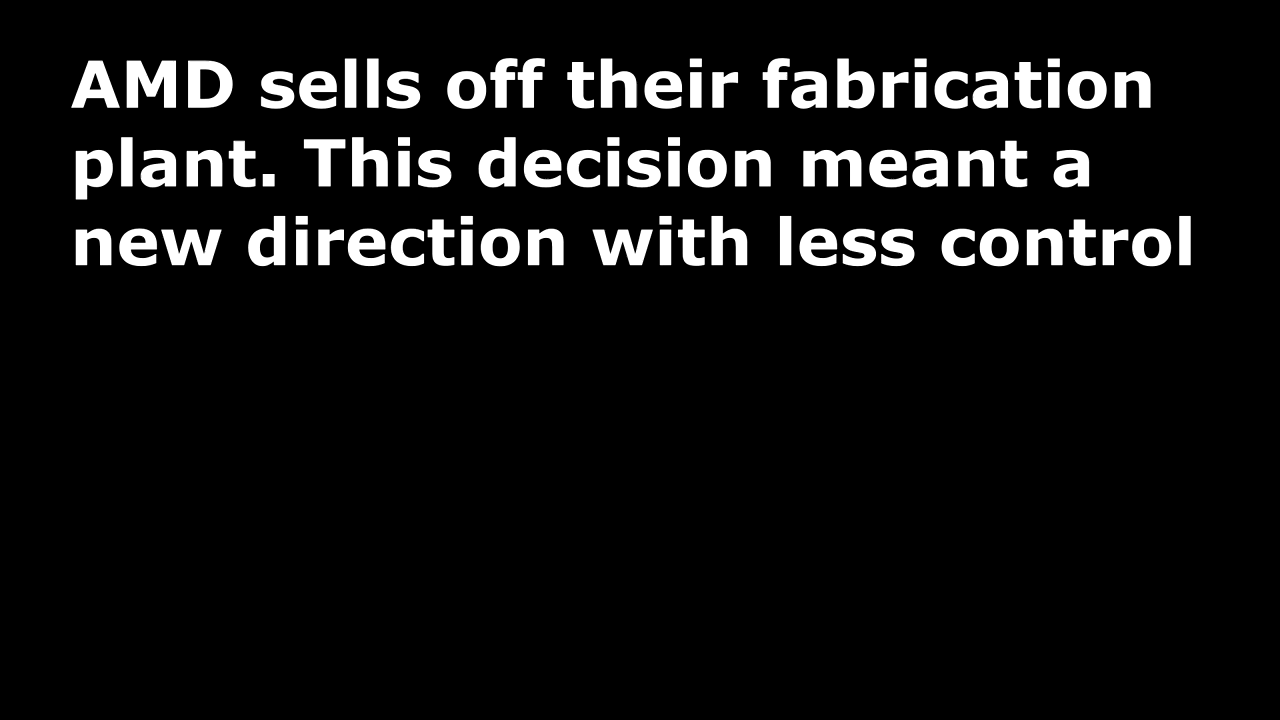 AMD sells off their fabrication
plant. This decision meant a
new direction with less control